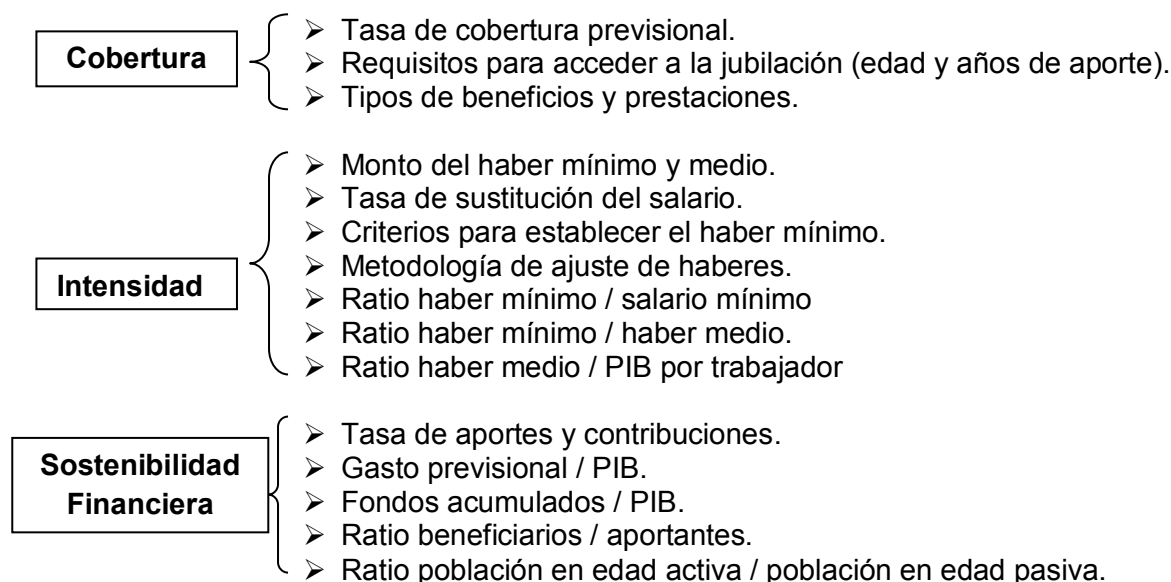 Cobertura
➢ Tasa de cobertura previsional.
➢ Requisitos para acceder a la jubilación (edad y años de aporte).
➢ Tipos de beneficios y prestaciones.
Intensidad
➢ Monto del haber mínimo y medio.
➢ Tasa de sustitución del salario.
➢ Criterios para establecer el haber mínimo.
➢ Metodología de ajuste de haberes.
➢ Ratio haber mínimo / salario mínimo
➢ Ratio haber mínimo / haber medio.
➢ Ratio haber medio / PIB por trabajador
Sostenibilidad
Financiera
➢ Tasa de aportes y contribuciones.
➢ Gasto previsional / PIB.
➢ Fondos acumulados / PIB.
➢ Ratio beneficiarios / aportantes.
➢ Ratio población en edad activa / población en edad pasiva.